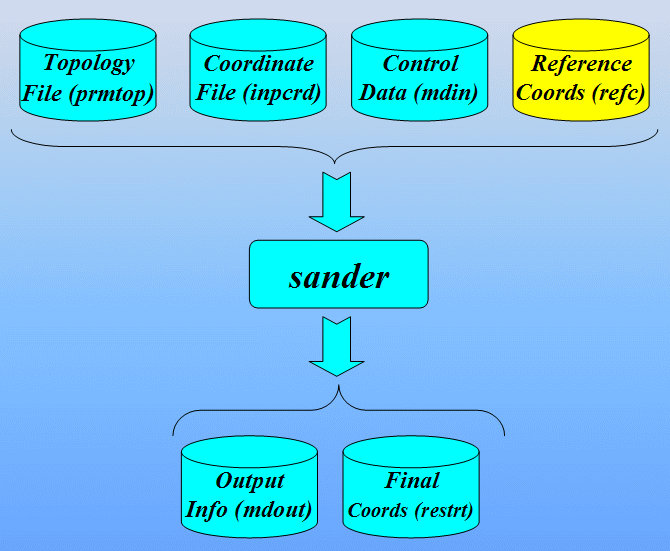 Topology
File (prmtop)
Coordinate
File (inpcrd)
Control
Data (mdin)
Reference
Coords (refc)
sander
Output
Info (mdout)
Final
Coords (restrt)